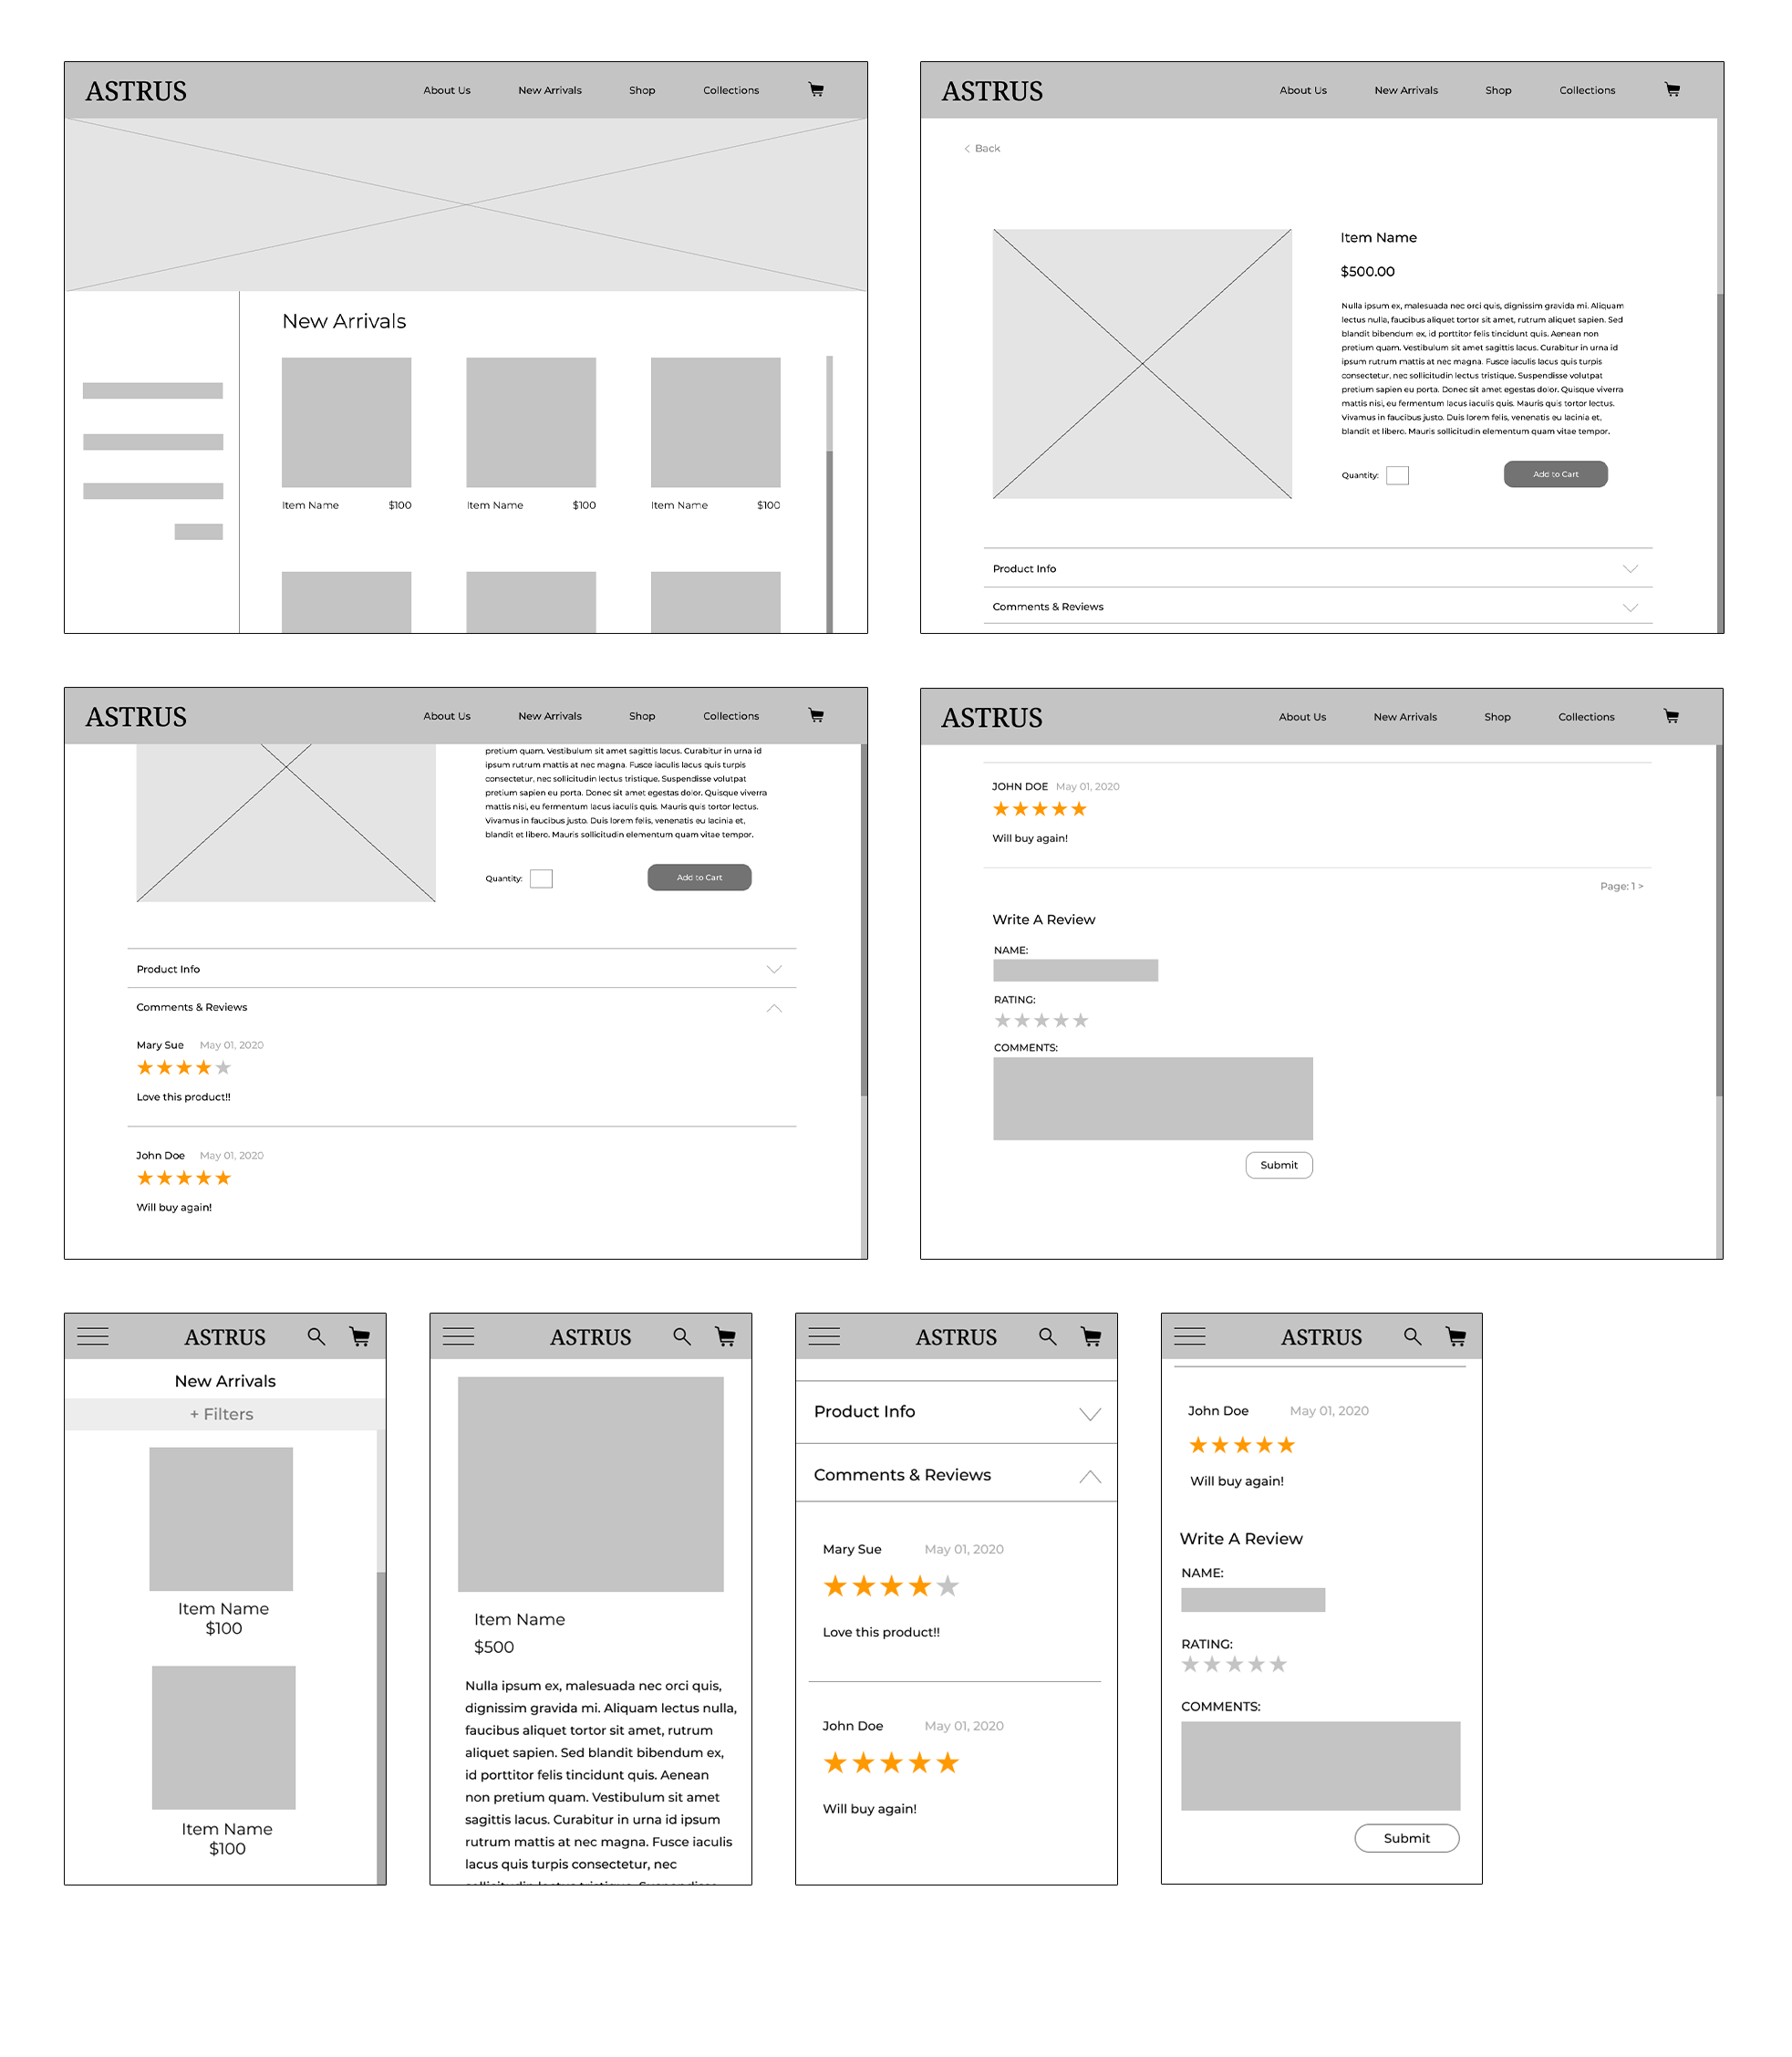 ASTRUS
About Us
New Arrivals
Shop
Collections
New Arrivals
Item Name $100
Item Name $100
Item Name $100
ASTRUS
About Us
New Arrivals
Shop
Collections
< Back
Item Name
$500.00
Nulla ipsum ex, malesuada nec orci quis, dignissim gravida mi. Aliquam
lectus nulla, faucibus aliquet tortor sit amet, rutrum aliquet sapien. Sed
blandit bibendum ex, id porttitor felis tincidunt quis. Aenean non
pretium quam. Vestibulum sit amet sagittis lacus. Curabitur in urna id
ipsum rutrum mattis at nec magna. Fusce iaculis lacus quis turpis
consectetur, nec sollicitudin lectus tristique. Suspendisse volutpat
pretium sapien eu porta. Donec sit amet egestas dolor. Quisque viverra
mattis nisi, eu fermentum lacus iaculis quis. Mauris quis tortor lectus.
Vivamus in faucibus justo. Duis lorem felis, venenatis eu lacinia et,
blandit et libero. Mauris sollicitudin elementum quam vitae tempor.
Quantity:
Add to Cart
Product Info
Comments & Reviews
ASTRUS
About Us
New Arrivals
Shop
Collections
pretium quam. Vestibulum sit amet sagittis lacus. Curabitur in urna id
ipsum rutrum mattis at nec magna. Fusce iaculis lacus quis turpis
consectetur, nec sollicitudin lectus tristique. Suspendisse volutpat
pretium sapien eu porta. Donec sit amet egestas dolor. Quisque viverra
mattis nisi, eu fermentum lacus iaculis quis. Mauris quis tortor lectus.
Vivamus in faucibus justo. Duis lorem felis, venenatis eu lacinia et,
blandit et libero. Mauris sollicitudin elementum quam vitae tempor.
Quantity:
Add to Cart
Product Info
Comments & Reviews
Mary Sue May 01, 2020
Love this product!!
John Doe May 01, 2020
Will buy again!
ASTRUS
About Us
New Arrivals
Shop
Collections
JOHN DOE May 01, 2020
Will buy again!
Page: 1 >
Write A Review
NAME:
RATING:
COMMENTS:
Submit
ASTRUS
New Arrivals
+ Filters
Item Name
$100
Item Name
$100
ASTRUS
Item Name
$500
Nulla ipsum ex, malesuada nec orci quis,
dignissim gravida mi. Aliquam lectus nulla,
faucibus aliquet tortor sit amet, rutrum
aliquet sapien. Sed blandit bibendum ex,
id porttitor felis tincidunt quis. Aenean
non pretium quam. Vestibulum sit amet
sagittis lacus. Curabitur in urna id ipsum
rutrum mattis at nec magna. Fusce iaculis
lacus quis turpis consectetur, nec
ASTRUS
Product Info
Comments & Reviews
Mary Sue May 01, 2020
Love this product!!
John Doe May 01, 2020
Will buy again!
ASTRUS
John Doe May 01, 2020
Will buy again!
Write A Review
NAME:
RATING:
COMMENTS:
Submit